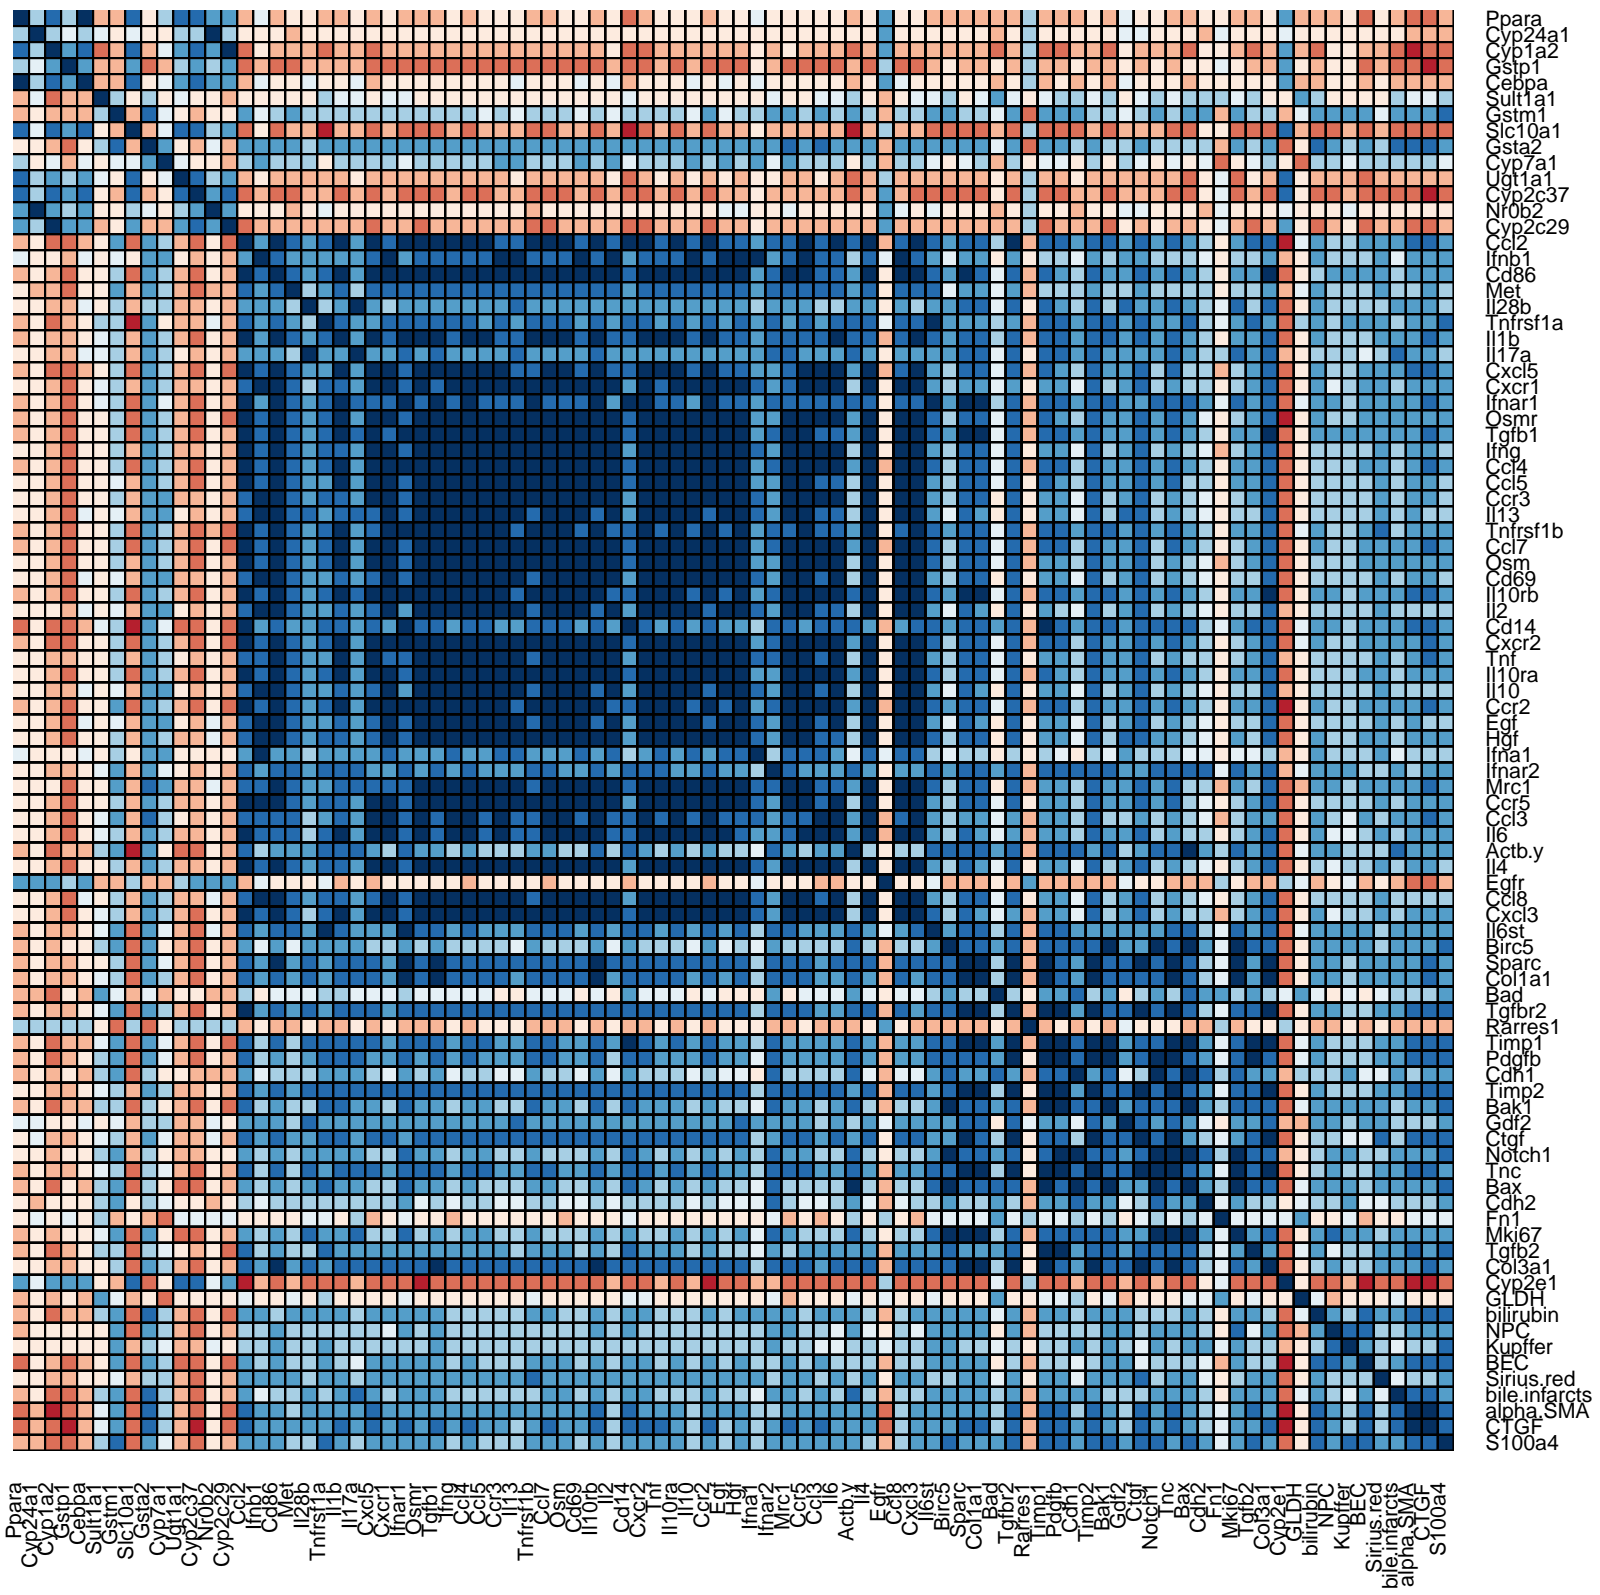 Ppara
Cyp24a1
Cyp1a2
Gstp1
Cebpa
Sult1a1
Gstm1
Slc10a1
Gsta2
Cyp7a1
Ugt1a1
Cyp2c37
Nr0b2
Cyp2c29
Ccl2
Ifnb1
Cd86
Met
Il28b
Tnfrsf1a
Il1b
Il17a
Cxcl5
Cxcr1
Ifnar1
Osmr
Tgfb1
Ifng
Ccl4
Ccl5
Ccr3
Il13
Tnfrsf1b
Ccl7
Osm
Cd69
Il10rb
Il2
Cd14
Cxcr2
Tnf
Il10ra
Il10
Ccr2
Egf
Hgf
Ifna1
Ifnar2
Mrc1
Ccr5
Ccl3
Il6
Actb.y
Il4
Egfr
Ccl8
Cxcl3
Il6st
Birc5
Sparc
Col1a1
Bad
Tgfbr2
Rarres1
Timp1
Pdgfb
Cdh1
Timp2
Bak1
Gdf2
Ctgf
Notch1
Tnc
Bax
Cdh2
Fn1
Mki67
Tgfb2
Col3a1
Cyp2e1
GLDH
bilirubin
NPC
Kupffer
BEC
Sirius.red
bile.infarcts
alpha.SMA
CTGF
S100a4
Ppara
Cyp24a1
Cyp1a2
Gstp1
Cebpa
Sult1a1
Gstm1
Slc10a1
Gsta2
Cyp7a1
Ugt1a1
Cyp2c37
Nr0b2
Cyp2c29
Ccl2
Ifnb1
Cd86
Met
Il28b
Tnfrsf1a
Il1b
Il17a
Cxcl5
Cxcr1
Ifnar1
Osmr
Tgfb1
Ifng
Ccl4
Ccl5
Ccr3
Il13
Tnfrsf1b
Ccl7
Osm
Cd69
Il10rb
Il2
Cd14
Cxcr2
Tnf
Il10ra
Il10
Ccr2
Egf
Hgf
Ifna1
Ifnar2
Mrc1
Ccr5
Ccl3
Il6
Actb.y
Il4
Egfr
Ccl8
Cxcl3
Il6st
Birc5
Sparc
Col1a1
Bad
Tgfbr2
Rarres1
Timp1
Pdgfb
Cdh1
Timp2
Bak1
Gdf2
Ctgf
Notch1
Tnc
Bax
Cdh2
Fn1
Mki67
Tgfb2
Col3a1
Cyp2e1
GLDH
bilirubin
NPC
Kupffer
BEC
Sirius.red
bile.infarcts
alpha.SMA
CTGF
S100a4